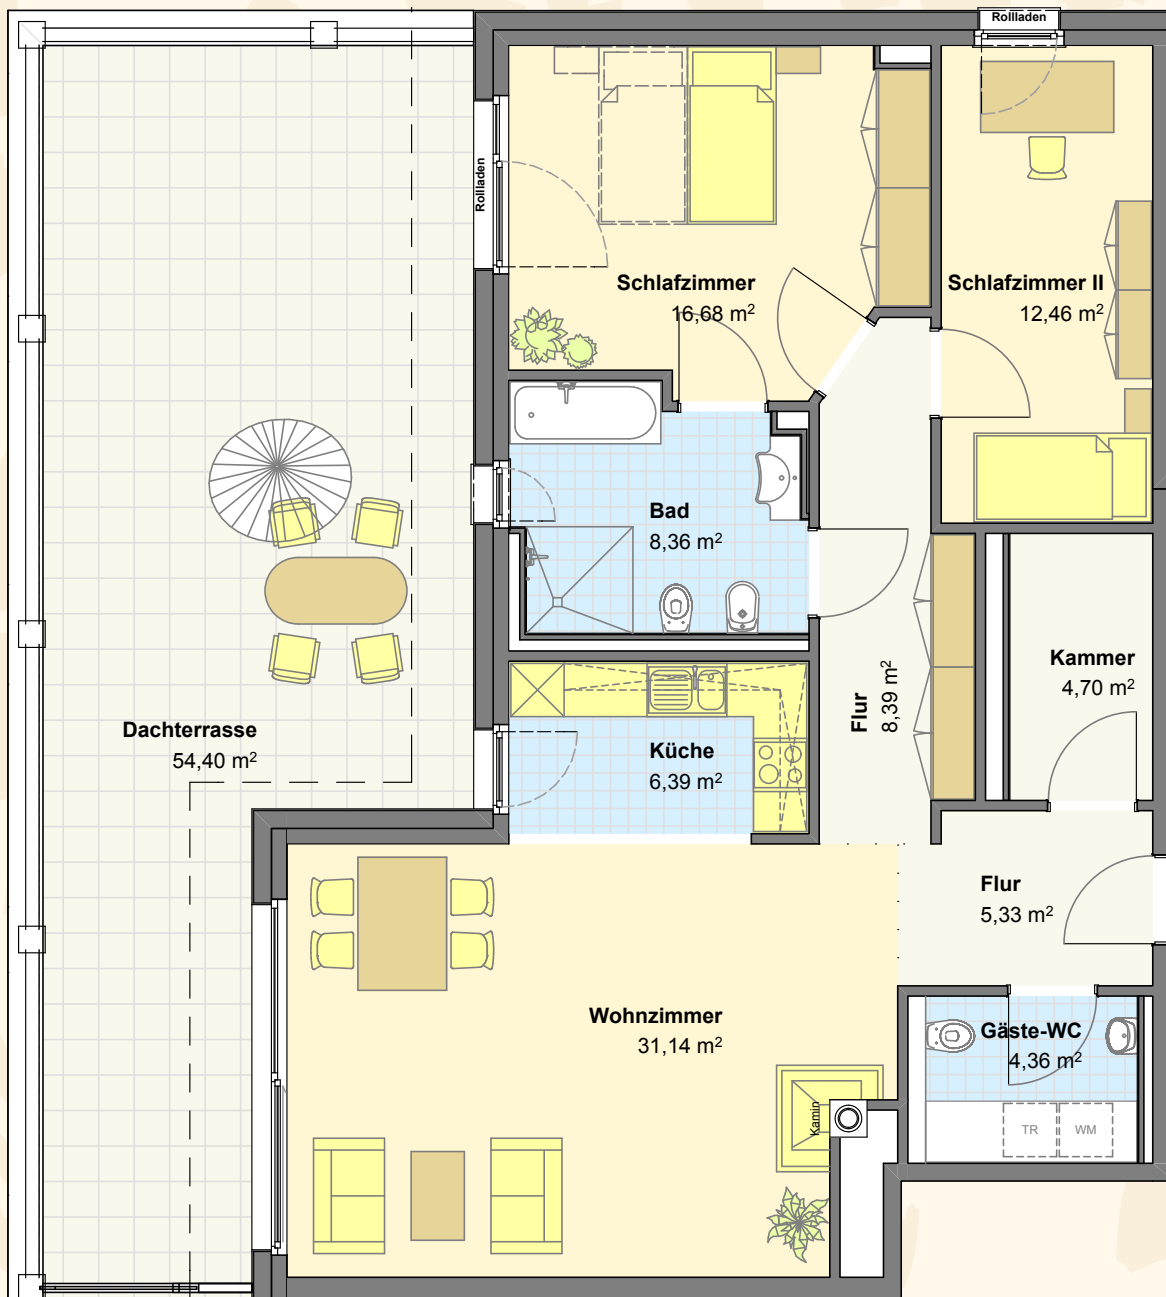 Rollladen
Rollladen
Schlafzimmer
16,68 m²
Schlafzimmer II
12,46 m²
Bad
8,36 m²
Kammer
4,70 m²
Flur
8,39 m²
Dachterrasse
54,40 m²
Küche
6,39 m²
Flur
5,33 m²
Wohnzimmer
31,14 m²
Gäste-WC
4,36 m²
Kamin
TR
WM